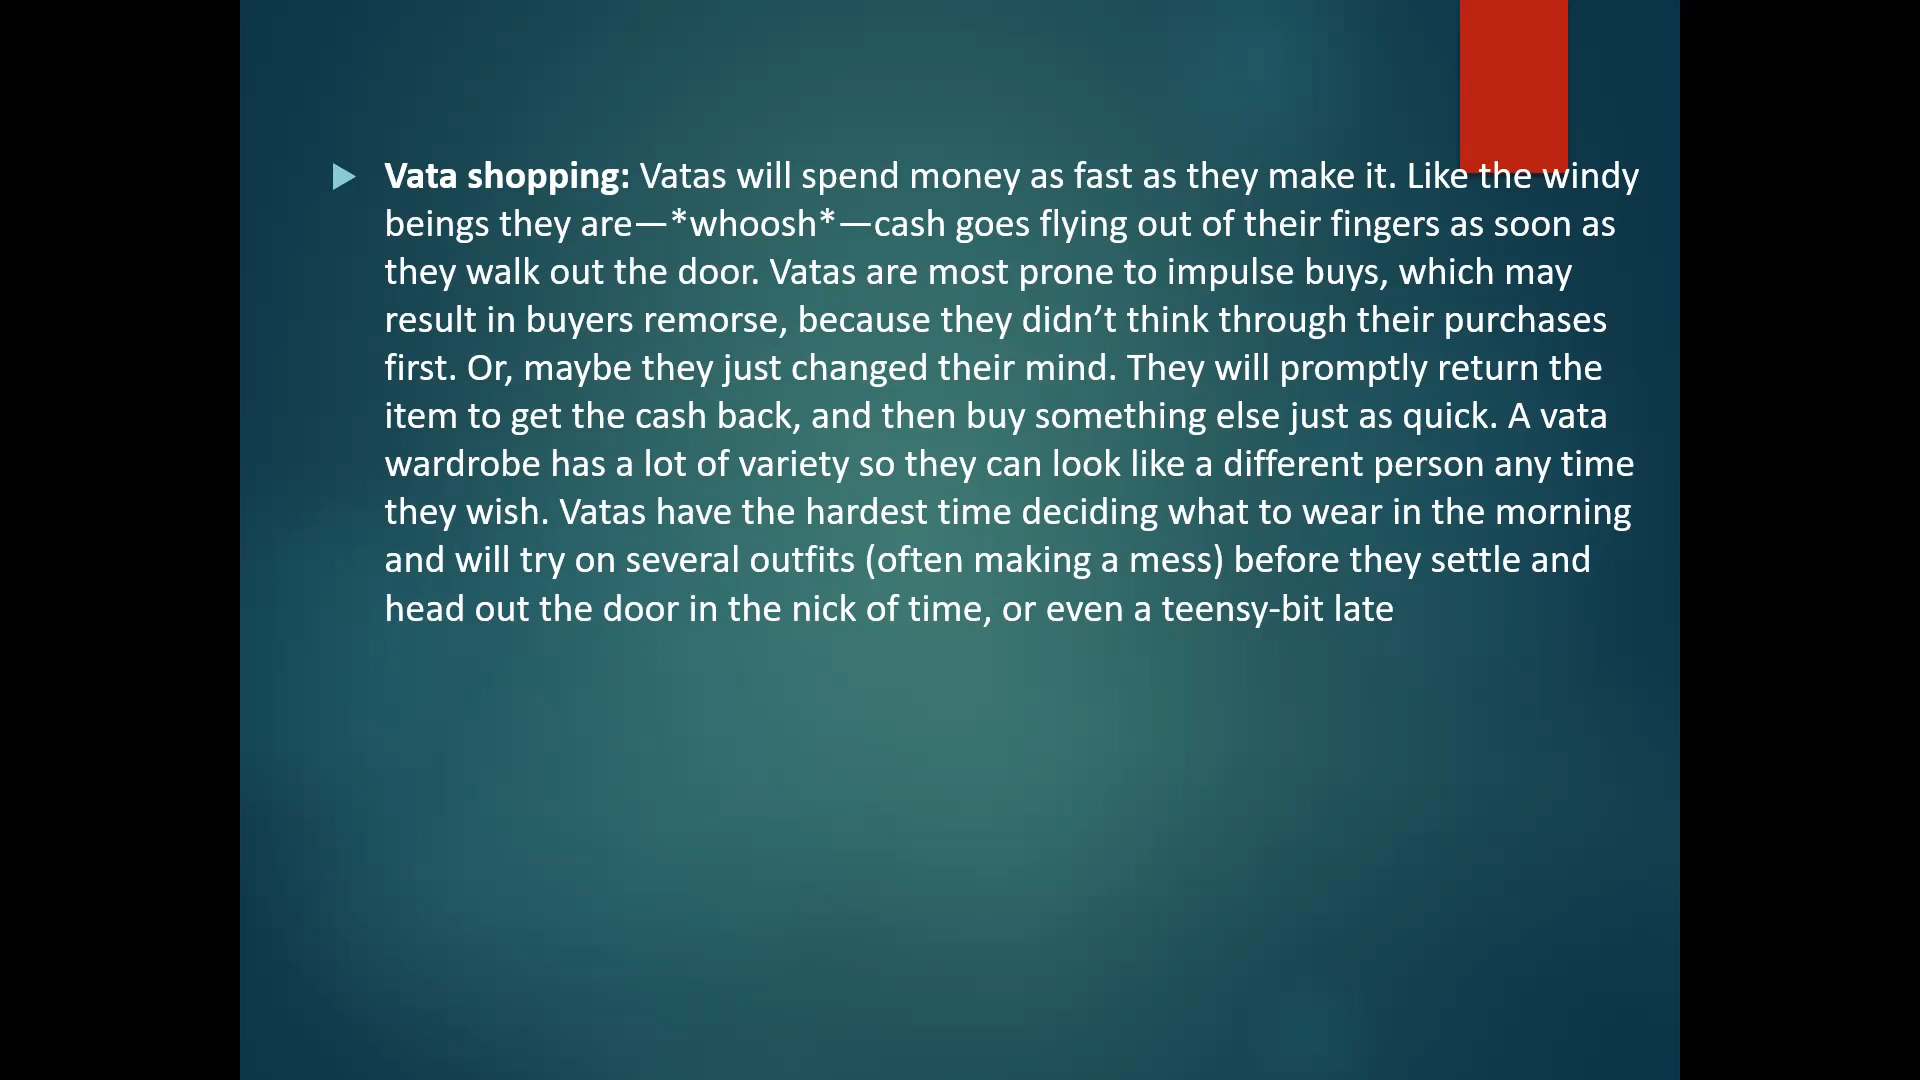 Vata shopping: Vatas will spend money as fast as they make it. Like the windy
beings they are—*whoosh*—cash goes flying out of their fingers as soon as
they walk out the door. Vatas are most prone to impulse buys, which may
result in buyers remorse, because they didn’t think through their purchases
first. Or, maybe they just changed their mind. They will promptly return the
item to get the cash back, and then buy something else just as quick. A vata
wardrobe has a lot of variety so they can look like a different person any time
they wish. Vatas have the hardest time deciding what to wear in the morning
and will try on several outfits (often making a mess) before they settle and
head out the door in the nick of time, or even a teensy-bit late